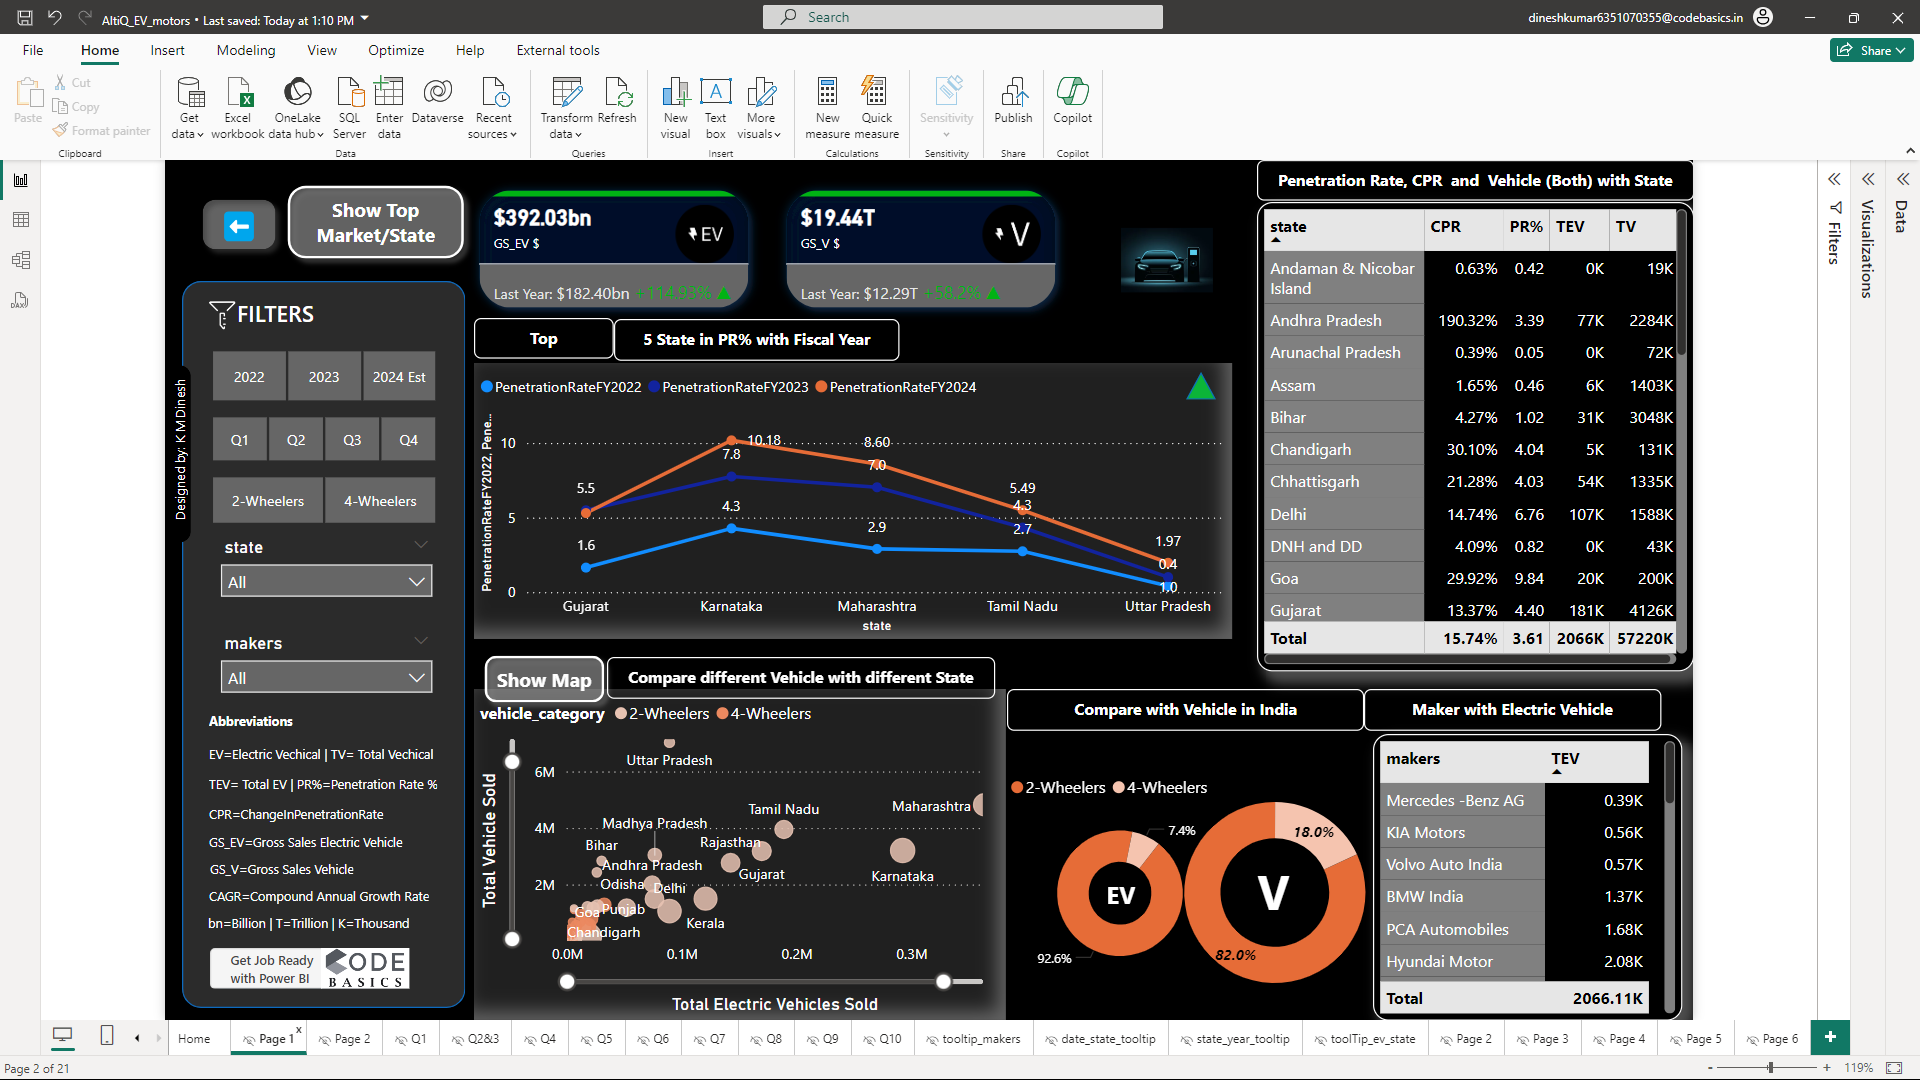 AltiQ_EV_motors • Last saved: Today at 1:10 PM
Search
dineshkumar6351070355@codebasics.in
File Home Insert Modeling View Optimize Help External tools
Share
Paste
Cut
Copy
Format painter
Clipboard
Get data
Excel workbook
OneLake data hub
SQL Server
Enter data
Dataverse
Recent sources
Data
Transform data
Refresh
Queries
New visual
Text box
More visuals
Insert
New measure
Quick measure
Calculations
Sensitivity
Sensitivity
Publish
Share
Copilot
Copilot
Show Top
Market/State
$392.03bn
GS_EV $
EV
Last Year: $182.40bn +114.93%
$19.44T
GS_V $
V
Last Year: $12.29T +58.2%
Designed by: K M Dinesh
FILTERS
2022 2023 2024 Est
Q1 Q2 Q3 Q4
2-Wheelers 4-Wheelers
state
All
makers
All
Abbreviations
EV=Electric Vechical | TV= Total Vechical
TEV= Total EV | PR%=Penetration Rate %
CPR=ChangeInPenetrationRate
GS_EV=Gross Sales Electric Vehicle
GS_V=Gross Sales Vehicle
CAGR=Compound Annual Growth Rate
bn=Billion | T=Trillion | K=Thousand
Get Job Ready
with Power BI
CODE
BASICS
Top
5 State in PR% with Fiscal Year
PenetrationRateFY2022 PenetrationRateFY2023 PenetrationRateFY2024
PenetrationRateFY2022, Pene...
10
5
0
5.5
1.6
10.18
7.8
4.3
8.60
7.0
2.9
5.49
4.3
2.7
1.97
0.4
1.0
Gujarat Karnataka Maharashtra Tamil Nadu Uttar Pradesh
state
Show Map
Compare different Vehicle with different State
vehicle_category 2-Wheelers 4-Wheelers
Total Vehicle Sold
6M
4M
2M
Uttar Pradesh
Tamil Nadu
Maharashtra
Madhya Pradesh
Bihar
Rajasthan
Andhra Pradesh
Gujarat
Karnataka
Odisha
Delhi
Goa
Punjab
Kerala
Chandigarh
0.0M 0.1M 0.2M 0.3M
Total Electric Vehicles Sold
Compare with Vehicle in India
2-Wheelers 4-Wheelers
7.4%
EV
92.6%
18.0%
V
82.0%
Penetration Rate, CPR and Vehicle (Both) with State
state CPR PR% TEV TV
Andaman & Nicobar Island 0.63% 0.42 0K 19K
Andhra Pradesh 190.32% 3.39 77K 2284K
Arunachal Pradesh 0.39% 0.05 0K 72K
Assam 1.65% 0.46 6K 1403K
Bihar 4.27% 1.02 31K 3048K
Chandigarh 30.10% 4.04 5K 131K
Chhattisgarh 21.28% 4.03 54K 1335K
Delhi 14.74% 6.76 107K 1588K
DNH and DD 4.09% 0.82 0K 43K
Goa 29.92% 9.84 20K 200K
Gujarat 13.37% 4.40 181K 4126K
Total 15.74% 3.61 2066K 57220K
Maker with Electric Vehicle
makers TEV
Mercedes -Benz AG 0.39K
KIA Motors 0.56K
Volvo Auto India 0.57K
BMW India 1.37K
PCA Automobiles 1.68K
Hyundai Motor 2.08K
Total 2066.11K
Filters
Visualizations
Data
Home Page 1 x Page 2 Q1 Q2&3 Q4 Q5 Q6 Q7 Q8 Q9 Q10 tooltip_makers date_state_tooltip state_year_tooltip toolTip_ev_state Page 2 Page 3 Page 4 Page 5 Page 6 +
Page 2 of 21
- + 119%